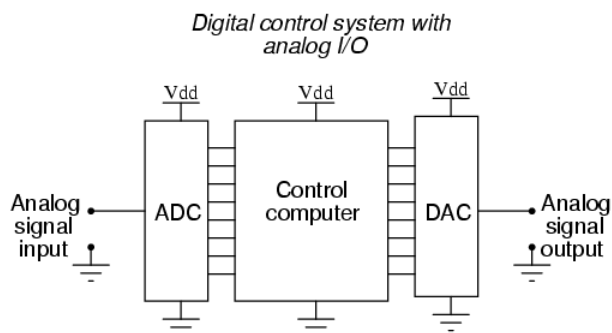 Digital control system with
analog I/O
Vdd
Vdd
Vdd
Analog
signal
input
ADC
Control
computer
DAC
Analog
signal
output